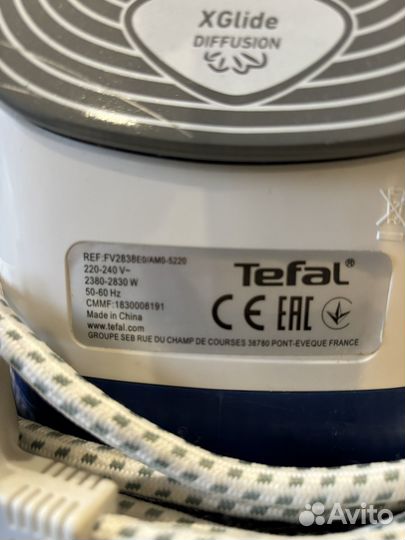 XGlide
DIFFUSION
REF:FV2838E0/AM0-5220
220-240 V~
2380-2830 W
50-60 Hz
CMMF:1830008191
Made in China
www.tefal.com
Tefal®
CE EAC
GROUPE SEB RUE DU CHAMP DE COURSES 38780 PONT-EVEQUE FRANCE
Avito